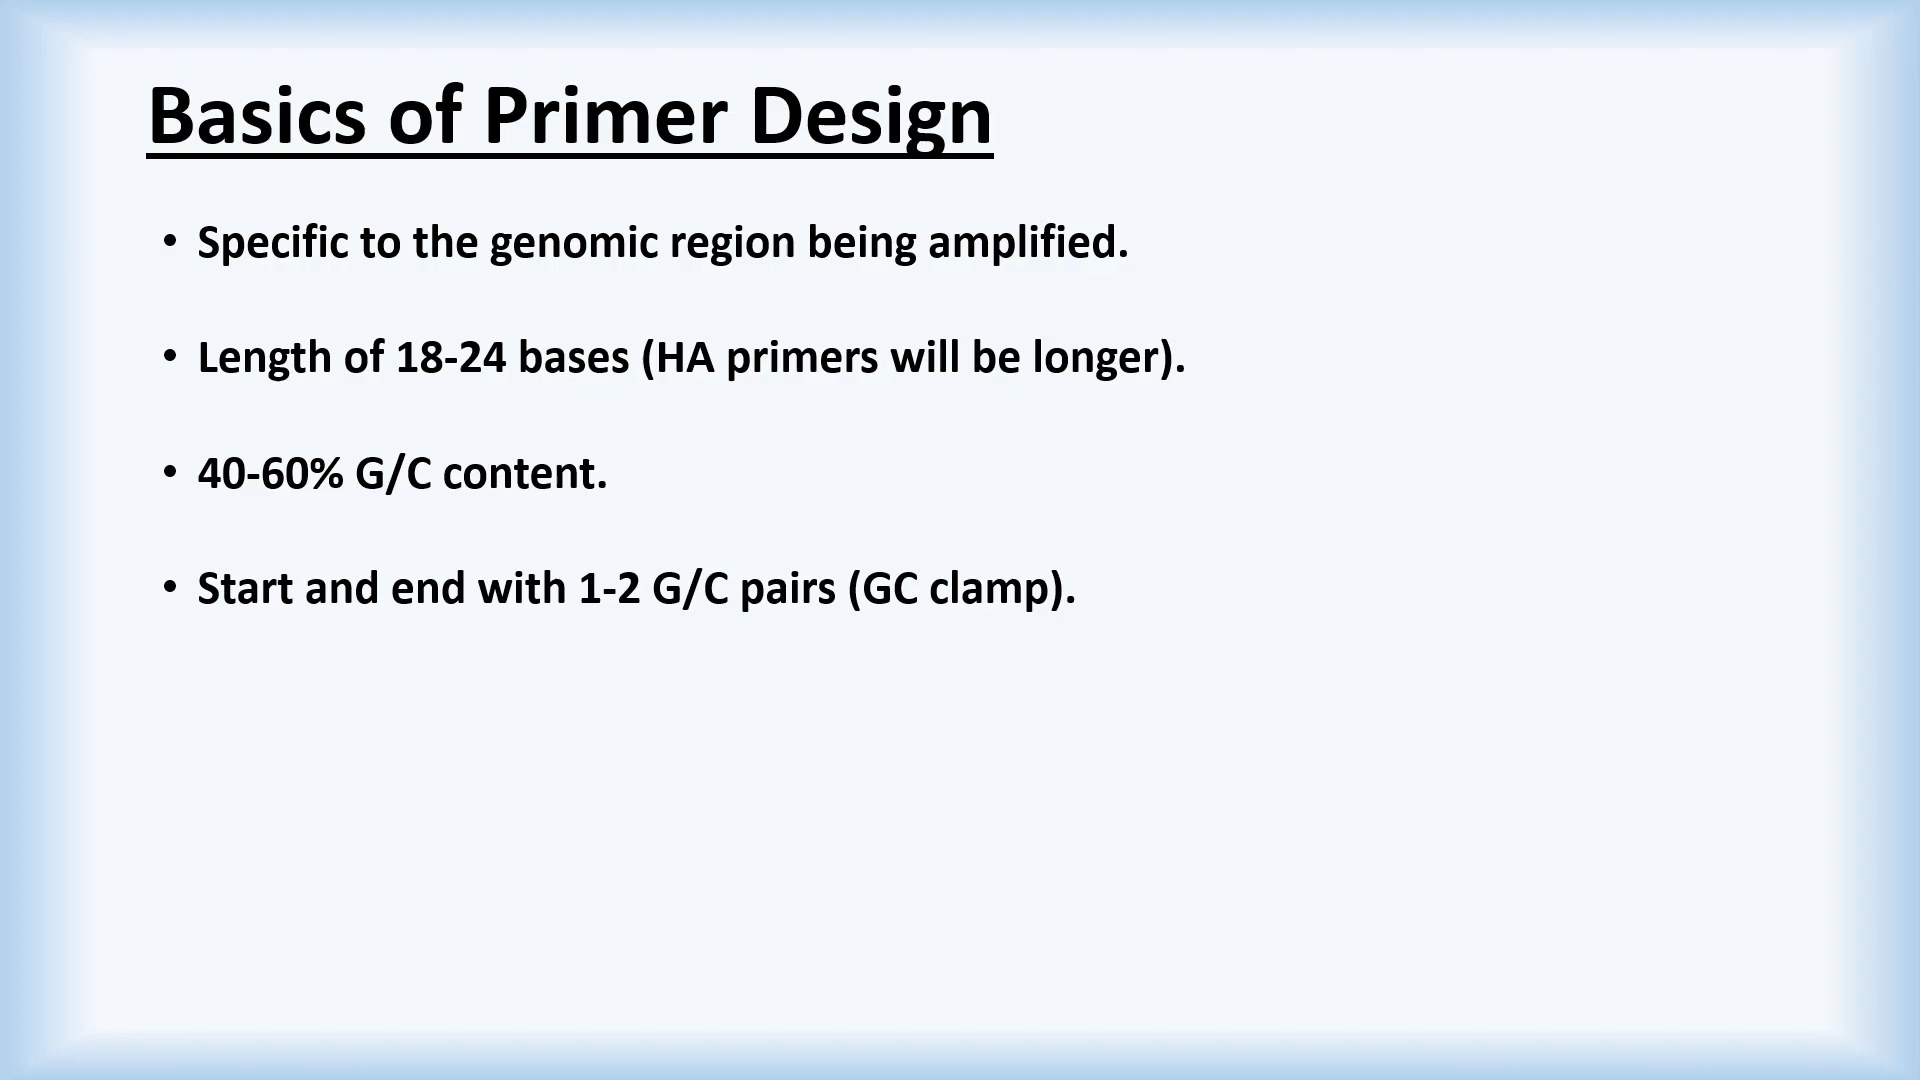 Basics of Primer Design
• Specific to the genomic region being amplified.
• Length of 18-24 bases (HA primers will be longer).
• 40-60% G/C content.
• Start and end with 1-2 G/C pairs (GC clamp).